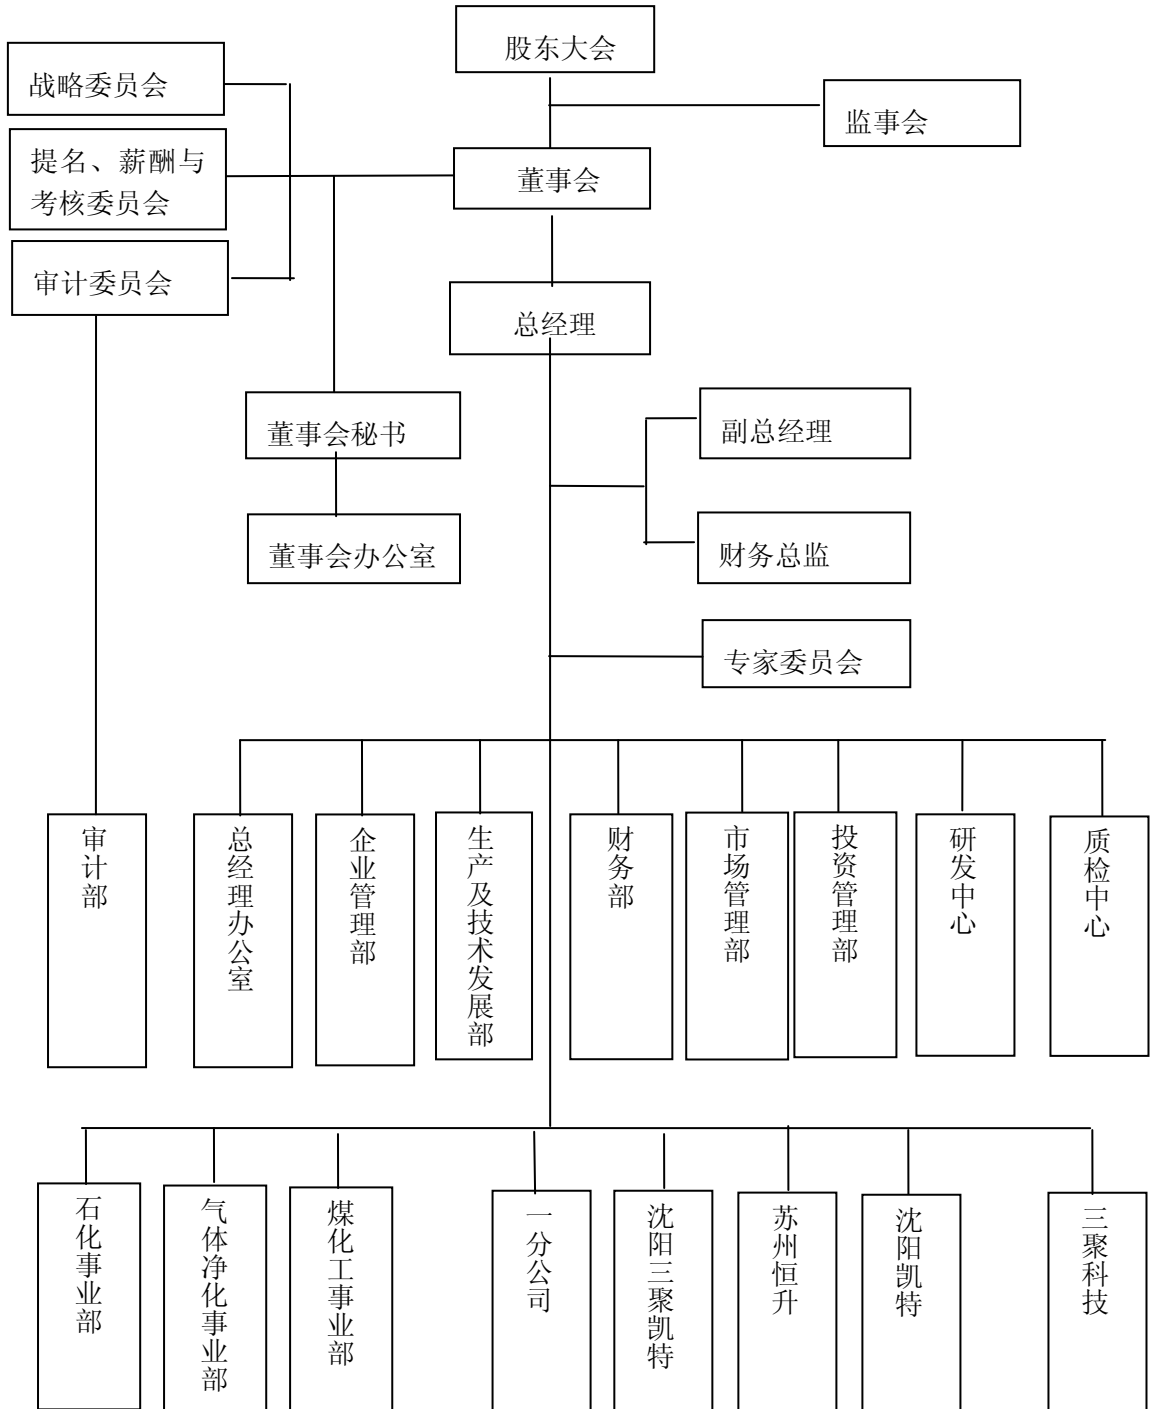 股东大会
战略委员会
监事会
提名、薪酬与
考核委员会
董事会
审计委员会
总经理
董事会秘书
副总经理
董事会办公室
财务总监
专家委员会
审计部
总经理办公室
企业管理部
生产及技术发展部
财务部
市场管理部
投资管理部
研发中心
质检中心
石化事业部
气体净化事业部
煤化工事业部
一分公司
沈阳三聚凯特
苏州恒升
沈阳凯特
三聚科技